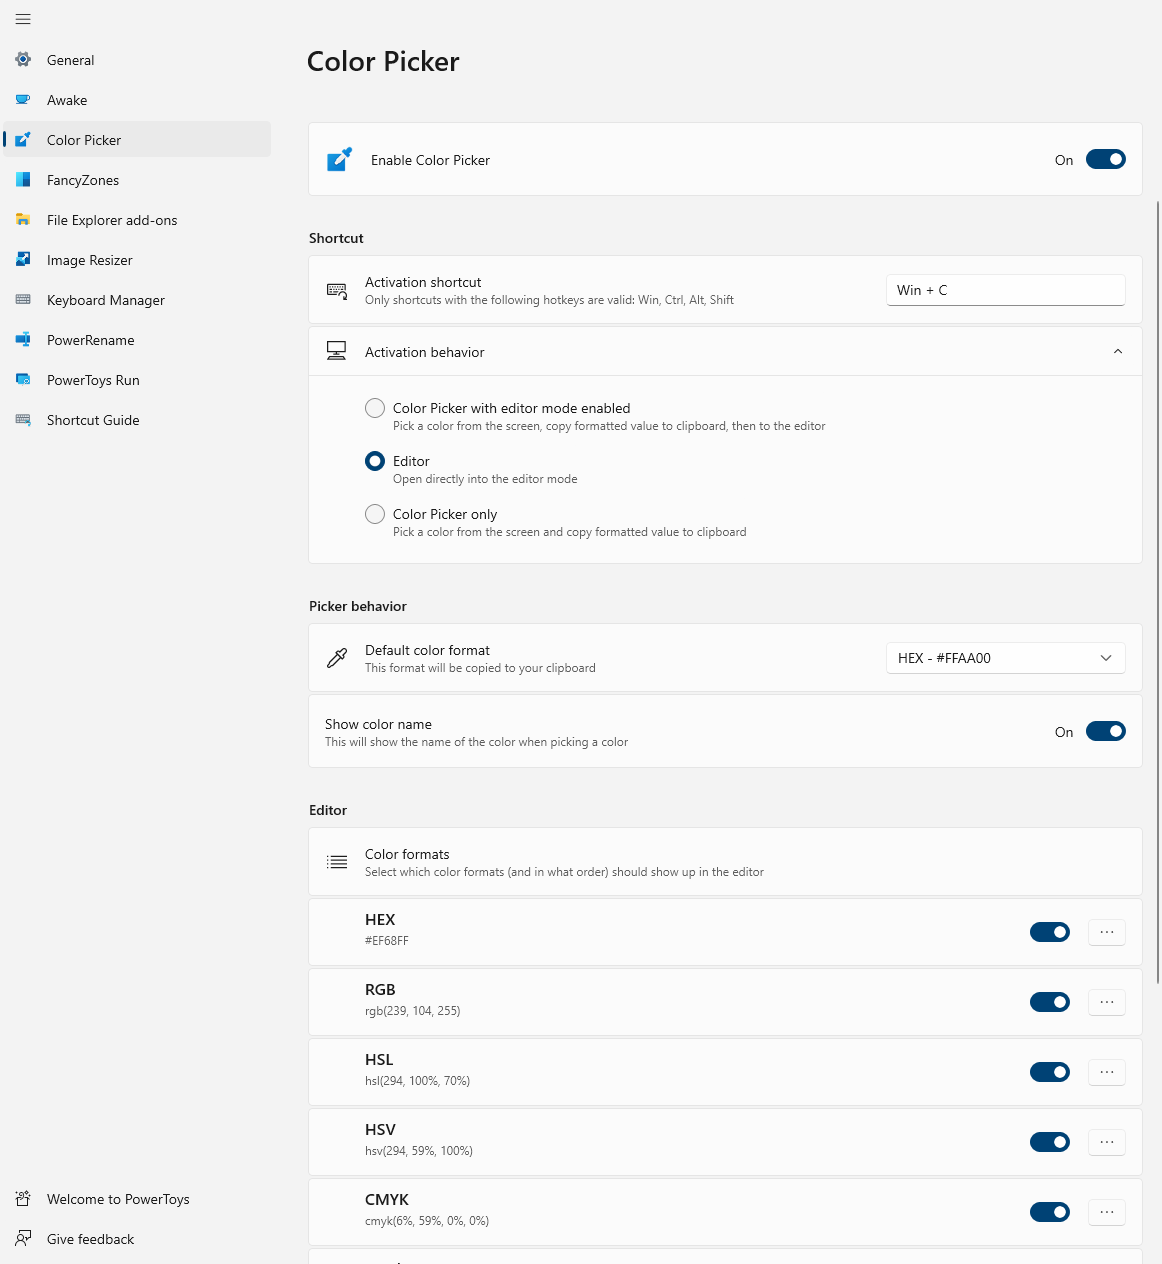 General
Awake
Color Picker
FancyZones
File Explorer add-ons
Image Resizer
Keyboard Manager
PowerRename
PowerToys Run
Shortcut Guide
Welcome to PowerToys
Give feedback
Color Picker
Enable Color Picker
On
Shortcut
Activation shortcut
Only shortcuts with the following hotkeys are valid: Win, Ctrl, Alt, Shift
Win + C
Activation behavior
Color Picker with editor mode enabled
Pick a color from the screen, copy formatted value to clipboard, then to the editor
Editor
Open directly into the editor mode
Color Picker only
Pick a color from the screen and copy formatted value to clipboard
Picker behavior
Default color format
This format will be copied to your clipboard
HEX - #FFAA00
Show color name
This will show the name of the color when picking a color
On
Editor
Color formats
Select which color formats (and in what order) should show up in the editor
HEX
#EF68FF
RGB
rgb(239, 104, 255)
HSL
hsl(294, 100%, 70%)
HSV
hsv(294, 59%, 100%)
CMYK
cmyk(6%, 59%, 0%, 0%)